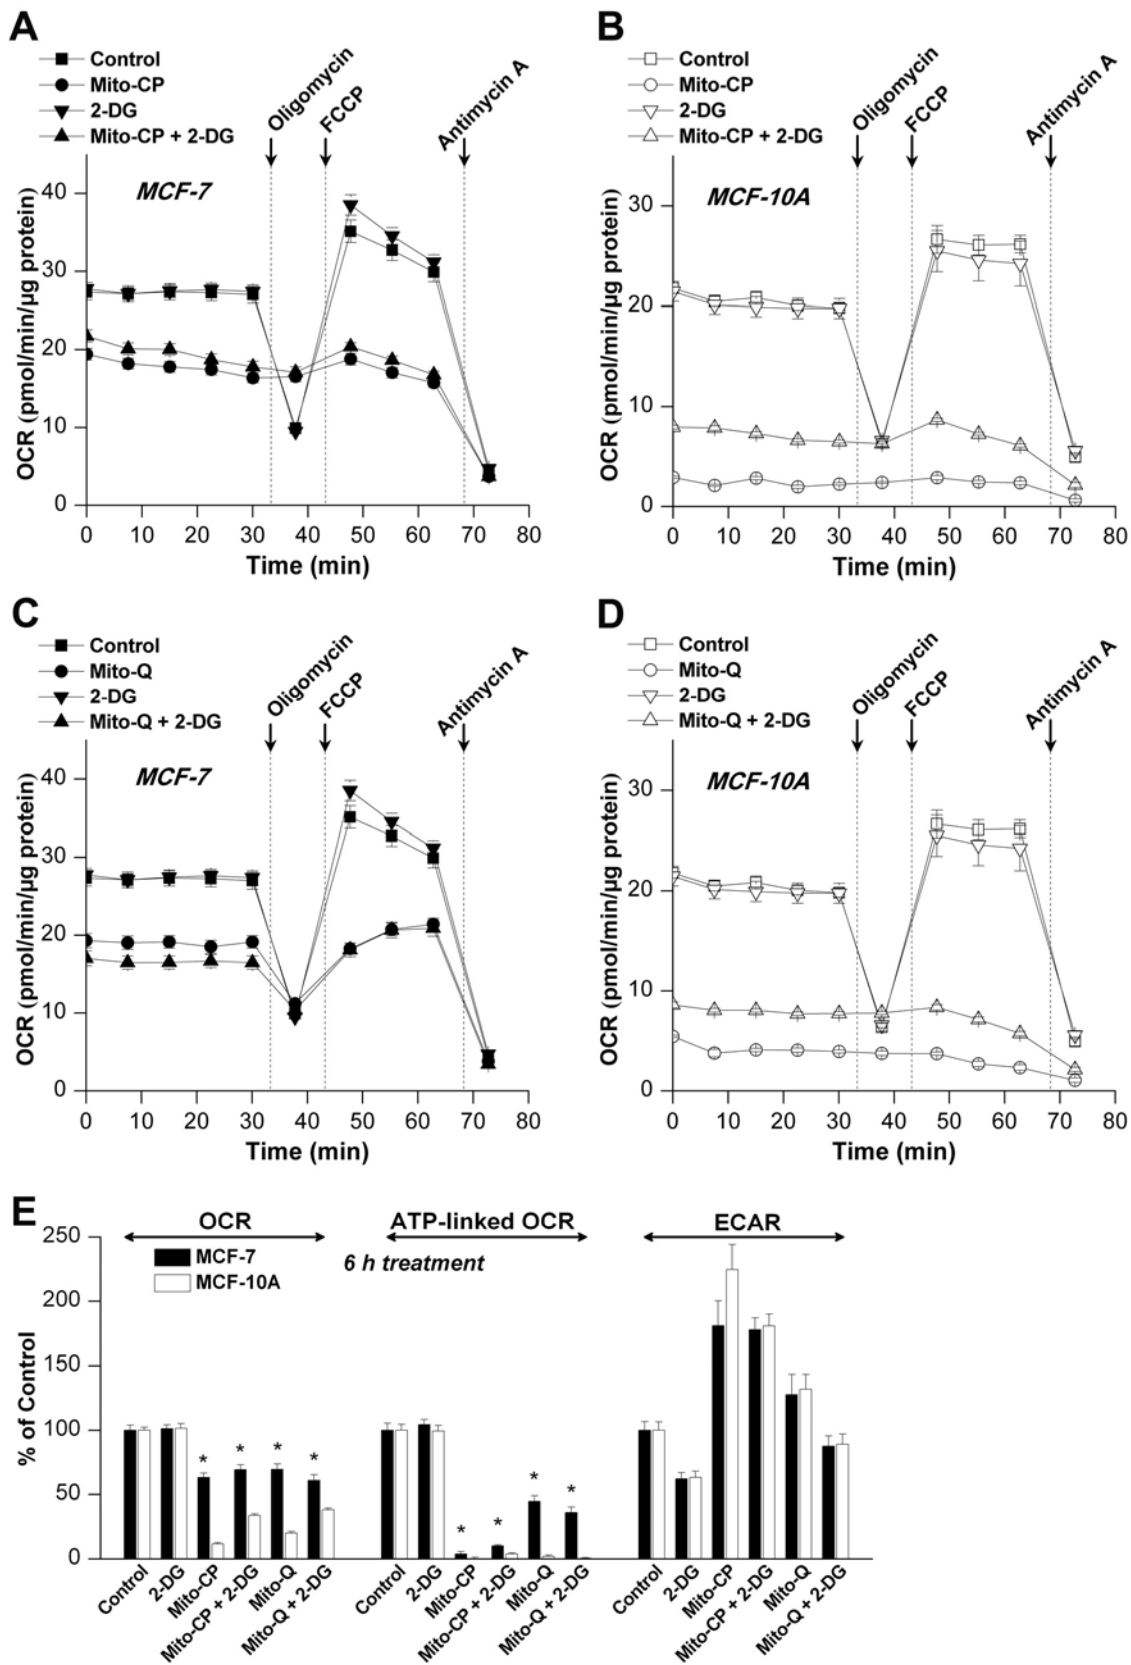 A
Control
Mito-CP
2-DG
Mito-CP + 2-DG
Oligomycin
FCCP
Antimycin A
MCF-7
OCR (pmol/min/µg protein)
40
30
20
10
0
0 10 20 30 40 50 60 70 80
Time (min)
B
Control
Mito-CP
2-DG
Mito-CP + 2-DG
Oligomycin
FCCP
Antimycin A
MCF-10A
OCR (pmol/min/µg protein)
30
20
10
0
0 10 20 30 40 50 60 70 80
Time (min)
C
Control
Mito-Q
2-DG
Mito-Q + 2-DG
Oligomycin
FCCP
Antimycin A
MCF-7
OCR (pmol/min/µg protein)
40
30
20
10
0
0 10 20 30 40 50 60 70 80
Time (min)
D
Control
Mito-Q
2-DG
Mito-Q + 2-DG
Oligomycin
FCCP
Antimycin A
MCF-10A
OCR (pmol/min/µg protein)
30
20
10
0
0 10 20 30 40 50 60 70 80
Time (min)
E
OCR
ATP-linked OCR
ECAR
MCF-7
MCF-10A
6 h treatment
% of Control
250
200
150
100
50
0
* * * *
* * * *
Control
2-DG
Mito-CP
Mito-CP + 2-DG
Mito-Q
Mito-Q + 2-DG
Control
2-DG
Mito-CP
Mito-CP + 2-DG
Mito-Q
Mito-Q + 2-DG
Control
2-DG
Mito-CP
Mito-CP + 2-DG
Mito-Q
Mito-Q + 2-DG